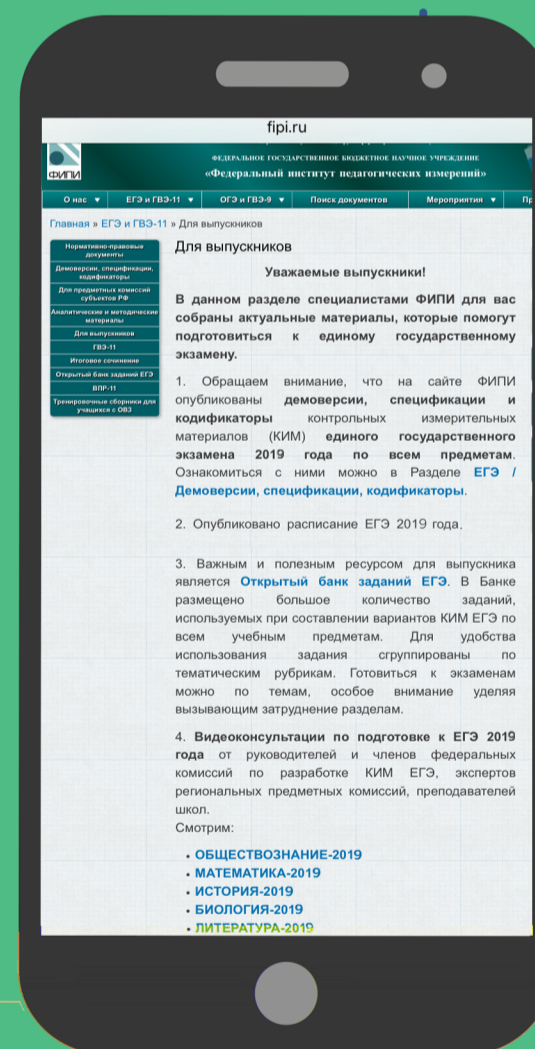 fipi.ru
ФИПИ
ФЕДЕРАЛЬНОЕ ГОСУДАРСТВЕННОЕ БЮДЖЕТНОЕ НАУЧНОЕ УЧРЕЖДЕНИЕ
«Федеральный институт педагогических измерений»
О нас ▼ ЕГЭ и ГВЭ-11 ▼ ОГЭ и ГВЭ-9 ▼ Поиск документов Мероприятия ▼ Пр
Главная » ЕГЭ и ГВЭ-11 » Для выпускников
Нормативно-правовые
документы
Демоверсии, спецификации,
кодификаторы
Для предметных комиссий
субъектов РФ
Аналитические и методические
материалы
Для выпускников
ГВЭ-11
Итоговое сочинение
Открытый банк заданий ЕГЭ
ВПР-11
Тренировочные сборники для
учащихся с ОВЗ
Для выпускников
Уважаемые выпускники!
В данном разделе специалистами ФИПИ для вас
собраны актуальные материалы, которые помогут
подготовиться к единому государственному
экзамену.
1. Обращаем внимание, что на сайте ФИПИ
опубликованы демоверсии, спецификации и
кодификаторы контрольных измерительных
материалов (КИМ) единого государственного
экзамена 2019 года по всем предметам.
Ознакомиться с ними можно в Разделе ЕГЭ /
Демоверсии, спецификации, кодификаторы.
2. Опубликовано расписание ЕГЭ 2019 года.
3. Важным и полезным ресурсом для выпускника
является Открытый банк заданий ЕГЭ. В Банке
размещено большое количество заданий,
используемых при составлении вариантов КИМ ЕГЭ по
всем учебным предметам. Для удобства
использования задания сгруппированы по
тематическим рубрикам. Готовиться к экзаменам
можно по темам, особое внимание уделяя
вызывающим затруднение разделам.
4. Видеоконсультации по подготовке к ЕГЭ 2019
года от руководителей и членов федеральных
комиссий по разработке КИМ ЕГЭ, экспертов
региональных предметных комиссий, преподавателей
школ.
Смотрим:
• ОБЩЕСТВОЗНАНИЕ-2019
• МАТЕМАТИКА-2019
• ИСТОРИЯ-2019
• БИОЛОГИЯ-2019
• ЛИТЕРАТУРА-2019